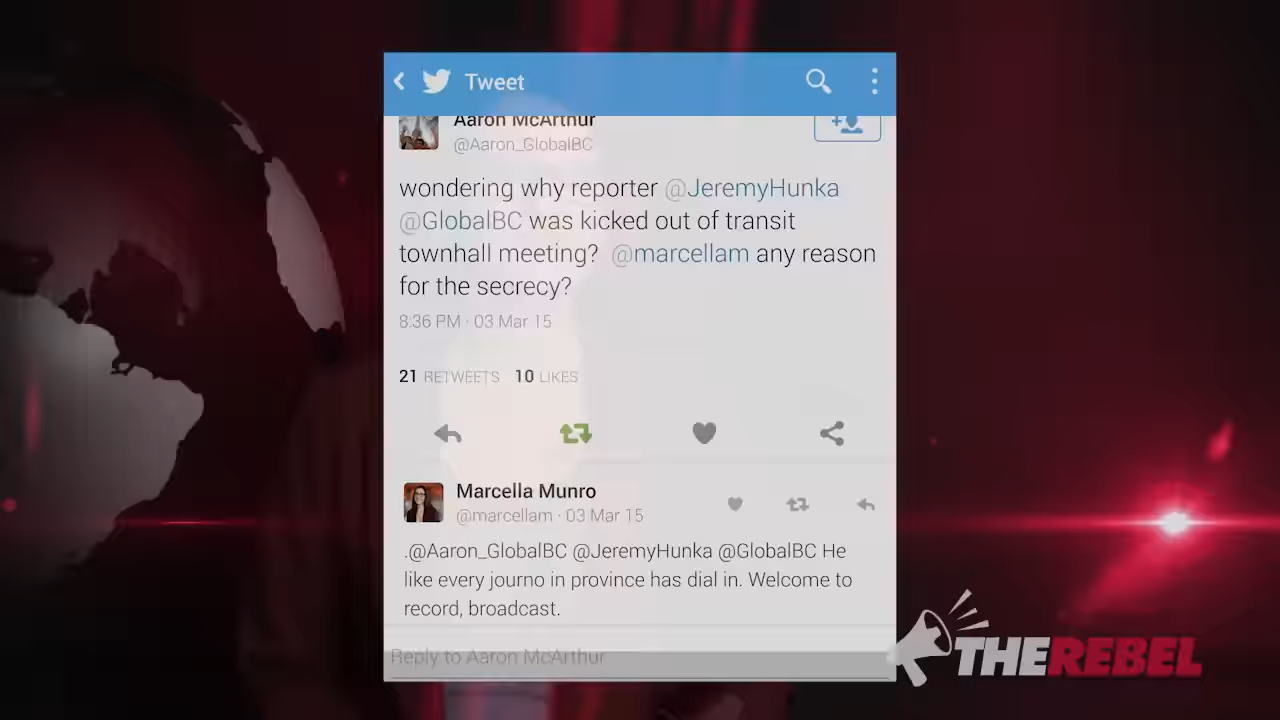 Tweet
Aaron McArthur
@Aaron_GlobalBC
wondering why reporter @JeremyHunka
@GlobalBC was kicked out of transit
townhall meeting? @marcellam any reason
for the secrecy?
8:36 PM · 03 Mar 15
21 RETWEETS 10 LIKES
Marcella Munro
@marcellam · 03 Mar 15
.@Aaron_GlobalBC @JeremyHunka @GlobalBC He
like every journo in province has dial in. Welcome to
record, broadcast.
Reply to Aaron McArthur
THEREBEL